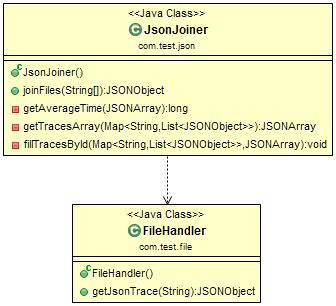 <<Java Class>>
JsonJoiner
com.test.json
JsonJoiner()
joinFiles(String[]):JSONObject
getAverageTime(JSONArray):long
getTracesArray(Map<String,List<JSONObject>>):JSONArray
fillTracesById(Map<String,List<JSONObject>>,JSONArray):void
<<Java Class>>
FileHandler
com.test.file
FileHandler()
getJsonTrace(String):JSONObject